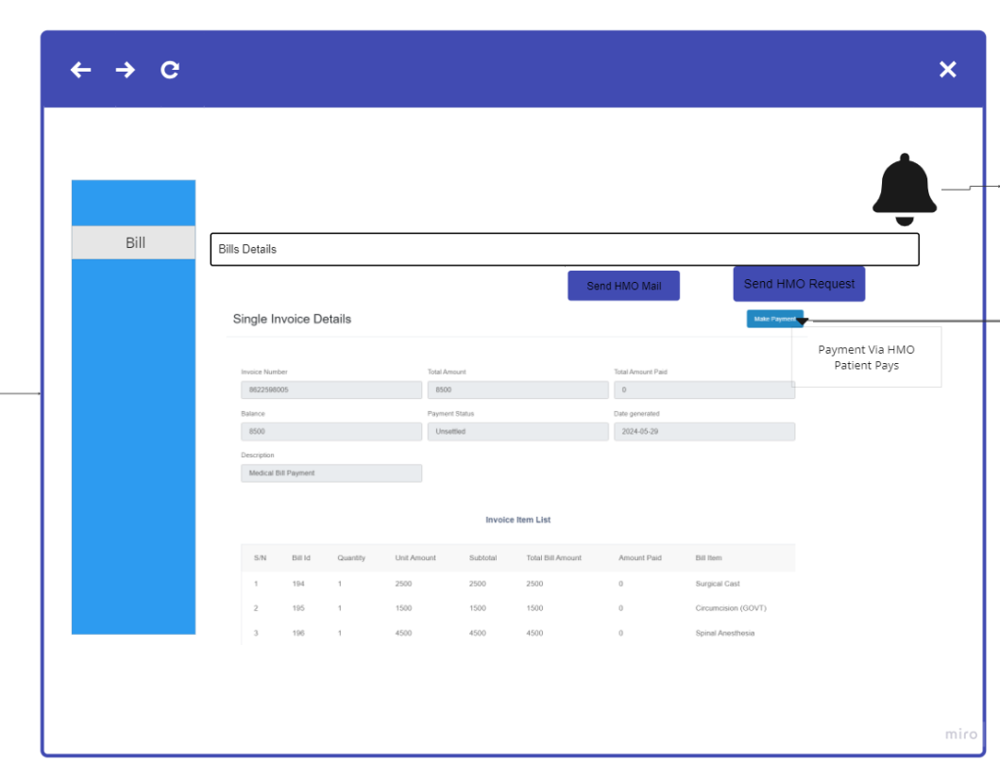 Bill
Bills Details
Send HMO Mail
Send HMO Request
Single Invoice Details
Make Payment
Payment Via HMO
Patient Pays
Invoice Number Total Amount Total Amount Paid
8622598005 8500 0
Balance Payment Status Date generated
8500 Unsettled 2024-05-29
Description
Medical Bill Payment
Invoice Item List
S/N Bill Id Quantity Unit Amount Subtotal Total Bill Amount Amount Paid Bill Item
1 194 1 2500 2500 2500 0 Surgical Cast
2 195 1 1500 1500 1500 0 Circumcision (GOVT)
3 196 1 4500 4500 4500 0 Spinal Anesthesia
miro